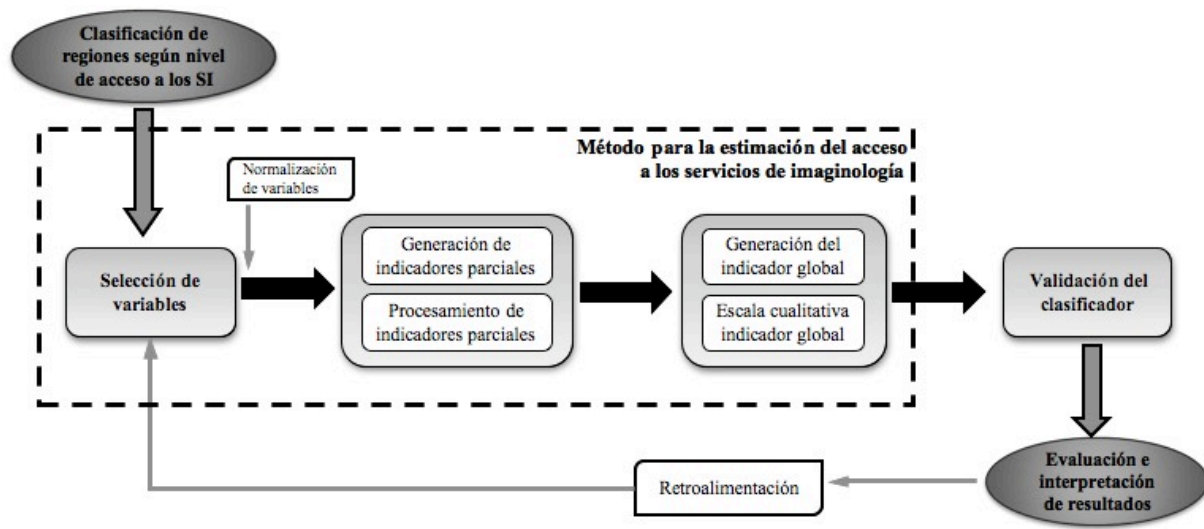 Clasificación de
regiones según nivel
de acceso a los SI
Método para la estimación del acceso
a los servicios de imaginología
Normalización
de variables
Selección de
variables
Generación de
indicadores parciales
Procesamiento de
indicadores parciales
Generación del
indicador global
Escala cualitativa
indicador global
Validación del
clasificador
Evaluación e
interpretación
de resultados
Retroalimentación